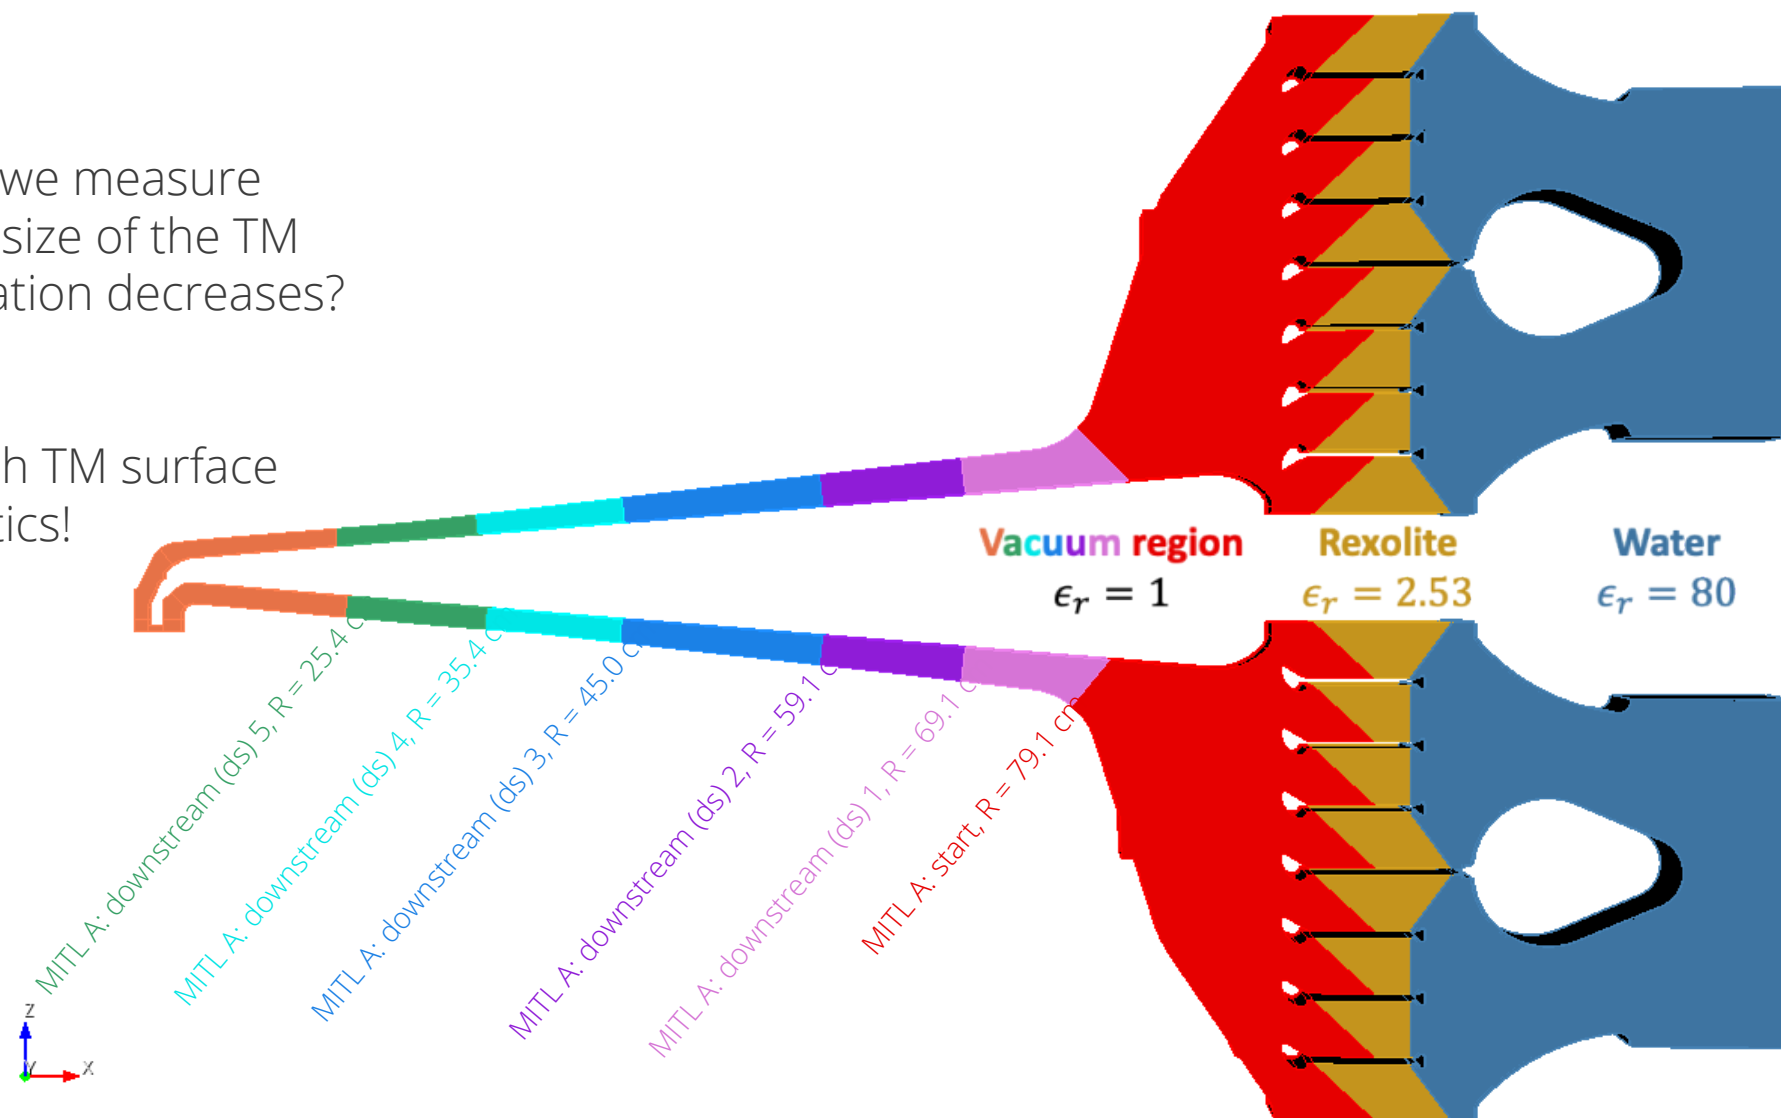 we measure
size of the TM
ation decreases?
h TM surface
tics!
Vacuum region
ϵr = 1
Rexolite
ϵr = 2.53
Water
ϵr = 80
MITL A: downstream (ds) 5, R = 25.4 c
MITL A: downstream (ds) 4, R = 35.4 c
MITL A: downstream (ds) 3, R = 45.0 c
MITL A: downstream (ds) 2, R = 59.1 c
MITL A: downstream (ds) 1, R = 69.1 c
MITL A: start, R = 79.1 cm
Z
Y
X